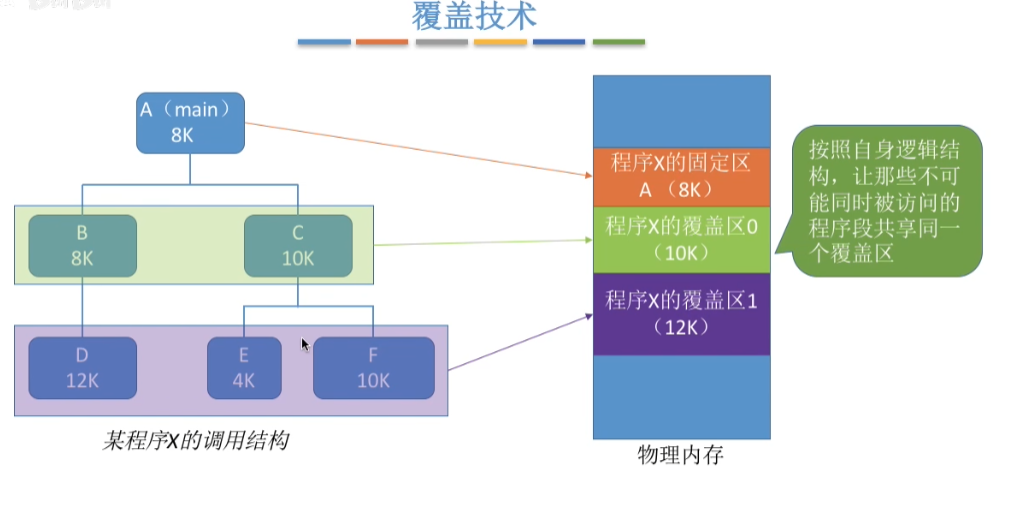 覆盖技术
A（main）
8K
B
8K
C
10K
D
12K
E
4K
F
10K
某程序X的调用结构
程序X的固定区
A （8K）
程序X的覆盖区0
（10K）
程序X的覆盖区1
（12K）
物理内存
按照自身逻辑结
构，让那些不可
能同时被访问的
程序段共享同一
个覆盖区